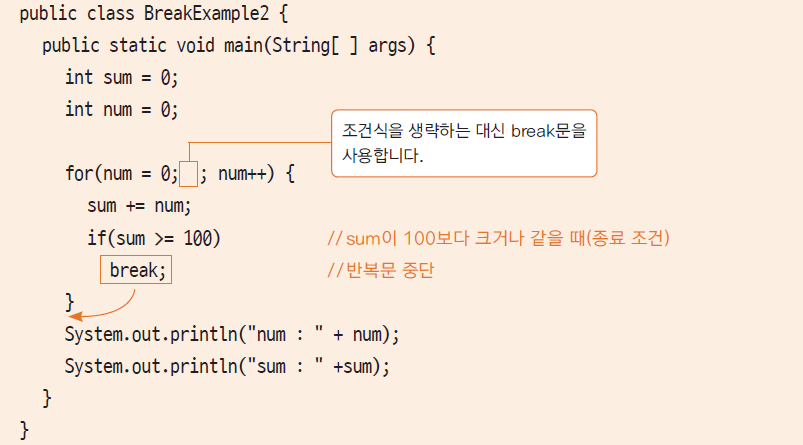 public class BreakExample2 {
public static void main(String[ ] args) {
int sum = 0;
int num = 0;
조건식을 생략하는 대신 break문을
사용합니다.
for(num = 0; ; num++) {
sum += num;
if(sum >= 100) //sum이 100보다 크거나 같을 때(종료 조건)
break; //반복문 중단
}
System.out.println("num : " + num);
System.out.println("sum : " +sum);
}
}